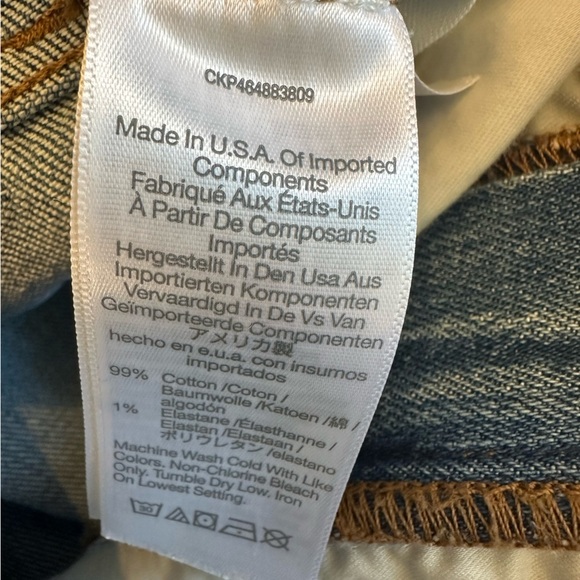 CKP464883809
Made In U.S.A. Of Imported
Components
Fabriqué Aux États-Unis
À Partir De Composants
Importés
Hergestellt In Den Usa Aus
Importierten Komponenten
Vervaardigd In De Vs Van
Geïmporteerde Componenten
アメリカ製
hecho en e.u.a. con insumos
importados
99% Cotton /Coton /
Baumwolle /Katoen /綿 /
algodón
1% Elastane /Élasthanne /
Elastan /Elastaan /
ポリウレタン /elastano
Machine Wash Cold With Like
Colors. Non-Chlorine Bleach
Only. Tumble Dry Low. Iron
On Lowest Setting.
30